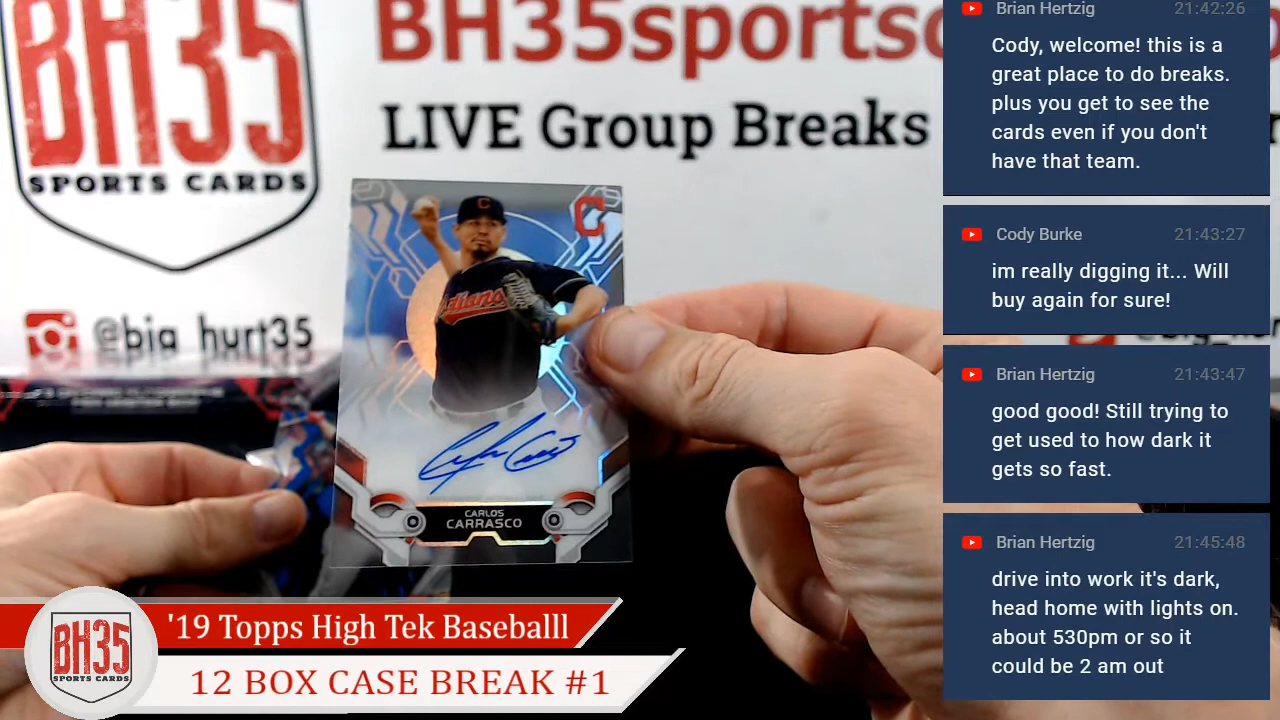 BH35
SPORTS CARDS
BH35sportsc
LIVE Group Breaks
@big_hurt35
C
C
Indians
CARLOS
CARRASCO
BH35
SPORTS CARDS
'19 Topps High Tek Baseballl
12 BOX CASE BREAK #1
Brian Hertzig 21:42:26
Cody, welcome! this is a
great place to do breaks.
plus you get to see the
cards even if you don't
have that team.
Cody Burke 21:43:27
im really digging it... Will
buy again for sure!
Brian Hertzig 21:43:47
good good! Still trying to
get used to how dark it
gets so fast.
Brian Hertzig 21:45:48
drive into work it's dark,
head home with lights on.
about 530pm or so it
could be 2 am out